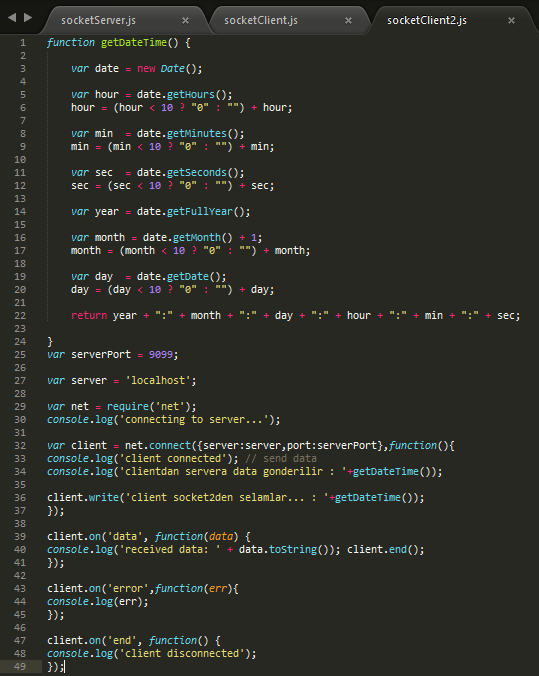 socketServer.js × socketClient.js × socketClient2.js ×
1 function getDateTime() {
2
3 var date = new Date();
4
5 var hour = date.getHours();
6 hour = (hour < 10 ? "0" : "") + hour;
7
8 var min  = date.getMinutes();
9 min = (min < 10 ? "0" : "") + min;
10
11 var sec  = date.getSeconds();
12 sec = (sec < 10 ? "0" : "") + sec;
13
14 var year = date.getFullYear();
15
16 var month = date.getMonth() + 1;
17 month = (month < 10 ? "0" : "") + month;
18
19 var day  = date.getDate();
20 day = (day < 10 ? "0" : "") + day;
21
22 return year + ":" + month + ":" + day + ":" + hour + ":" + min + ":" + sec;
23
24 }
25 var serverPort = 9099;
26
27 var server = 'localhost';
28
29 var net = require('net');
30 console.log('connecting to server...');
31
32 var client = net.connect({server:server,port:serverPort},function(){
33 console.log('client connected'); // send data
34 console.log('clientdan servera data gonderilir : '+getDateTime());
35
36 client.write('client socket2den selamlar... : '+getDateTime());
37 });
38
39 client.on('data', function(data) {
40 console.log('received data: ' + data.toString()); client.end();
41 });
42
43 client.on('error',function(err){
44 console.log(err);
45 });
46
47 client.on('end', function() {
48 console.log('client disconnected');
49 });